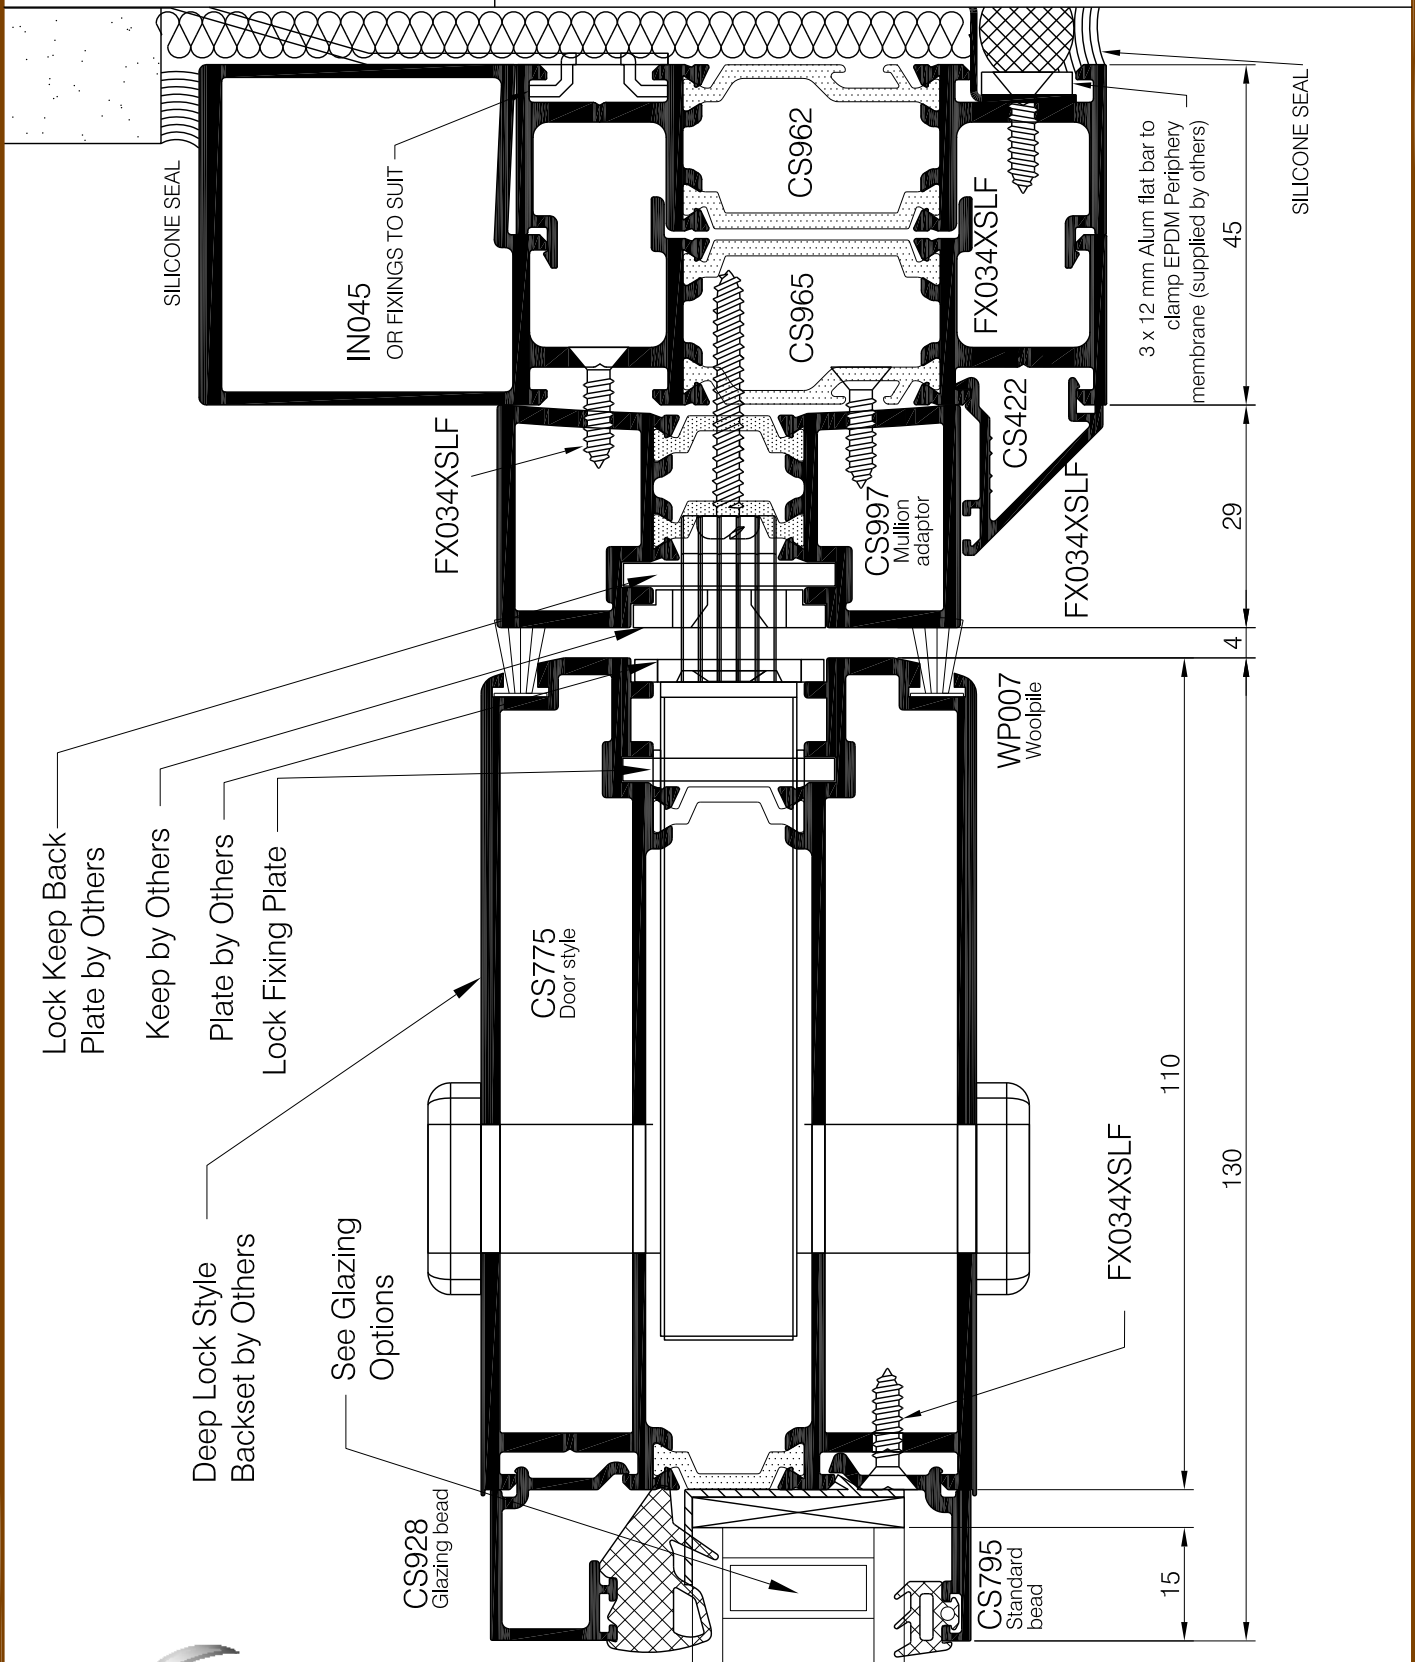 SILICONE SEAL
IN045
OR FIXINGS TO SUIT
CS962
CS965
FX034XSLF
3 x 12 mm Alum flat bar to
clamp EPDM Periphery
membrane (supplied by others)
SILICONE SEAL
45
FX034XSLF
CS997
Mullion
adaptor
CS422
FX034XSLF
29
4
Lock Keep Back
Plate by Others
Keep by Others
Plate by Others
Lock Fixing Plate
CS775
Door style
WP007
Woolpile
110
130
Deep Lock Style
Backset by Others
See Glazing
Options
FX034XSLF
CS928
Glazing bead
CS795
Standard
bead
15